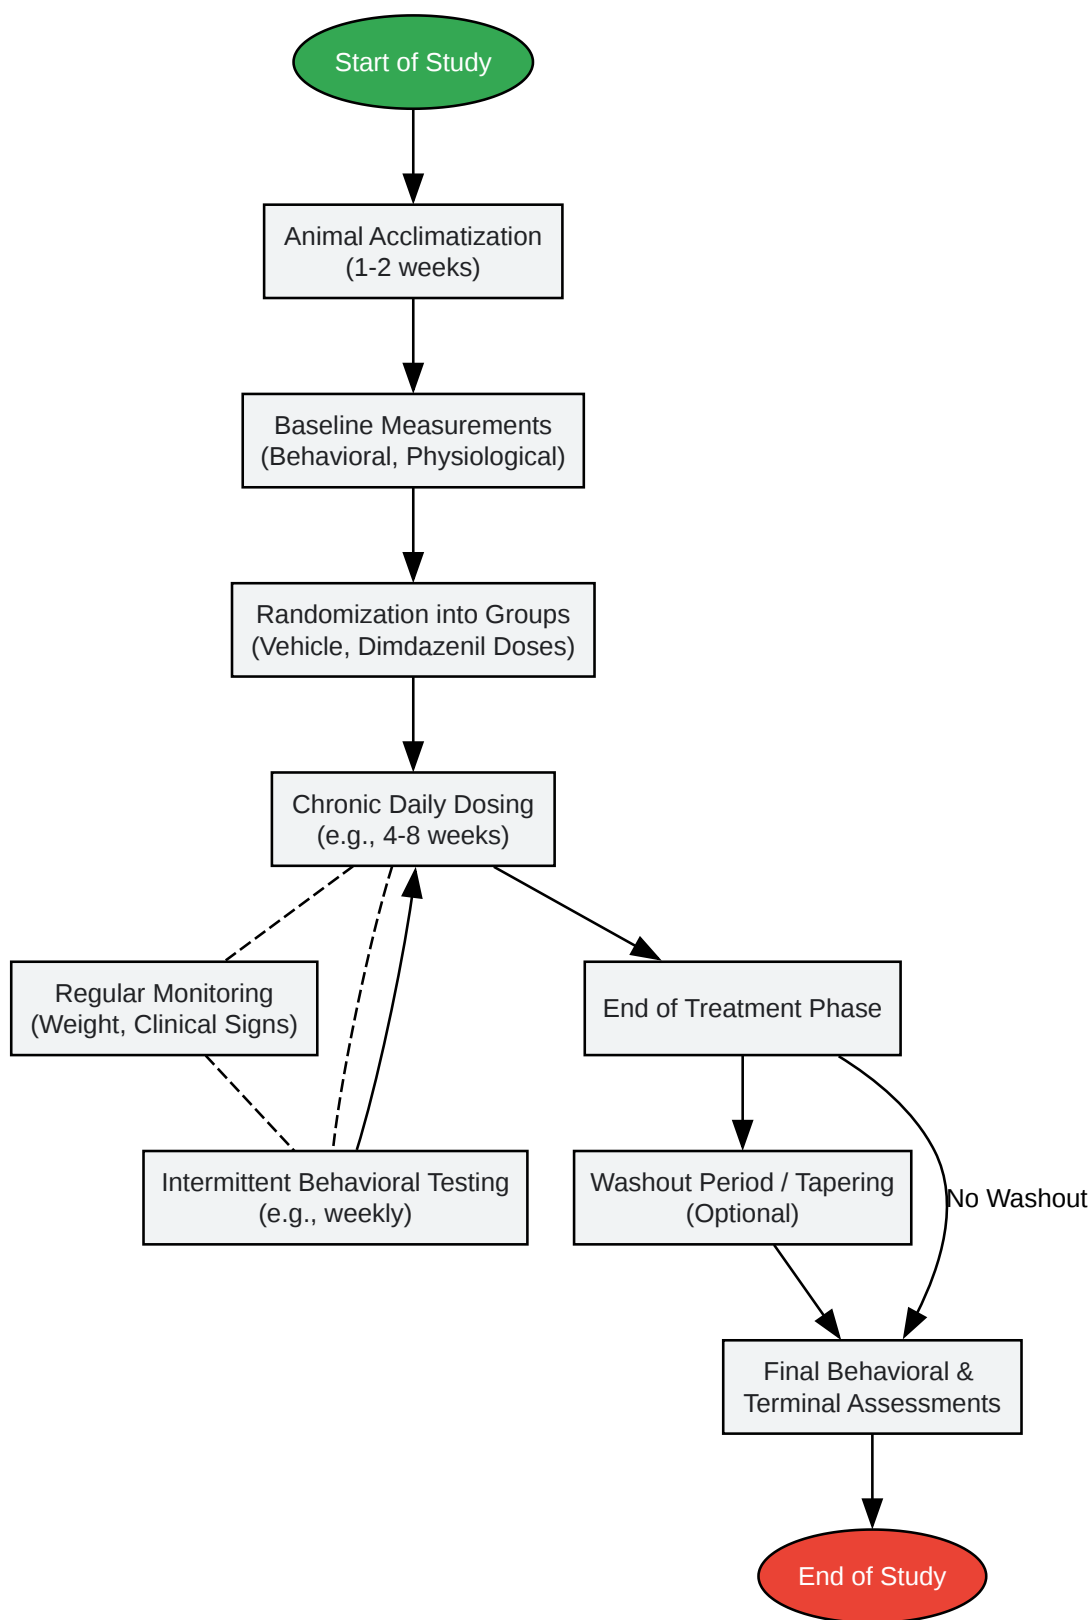 Start of Study
Animal Acclimatization
(1-2 weeks)
Baseline Measurements
(Behavioral, Physiological)
Randomization into Groups
(Vehicle, Dimdazenil Doses)
Chronic Daily Dosing
(e.g., 4-8 weeks)
Regular Monitoring
(Weight, Clinical Signs)
End of Treatment Phase
Intermittent Behavioral Testing
(e.g., weekly)
Washout Period / Tapering
(Optional)
No Washout
Final Behavioral &
Terminal Assessments
End of Study